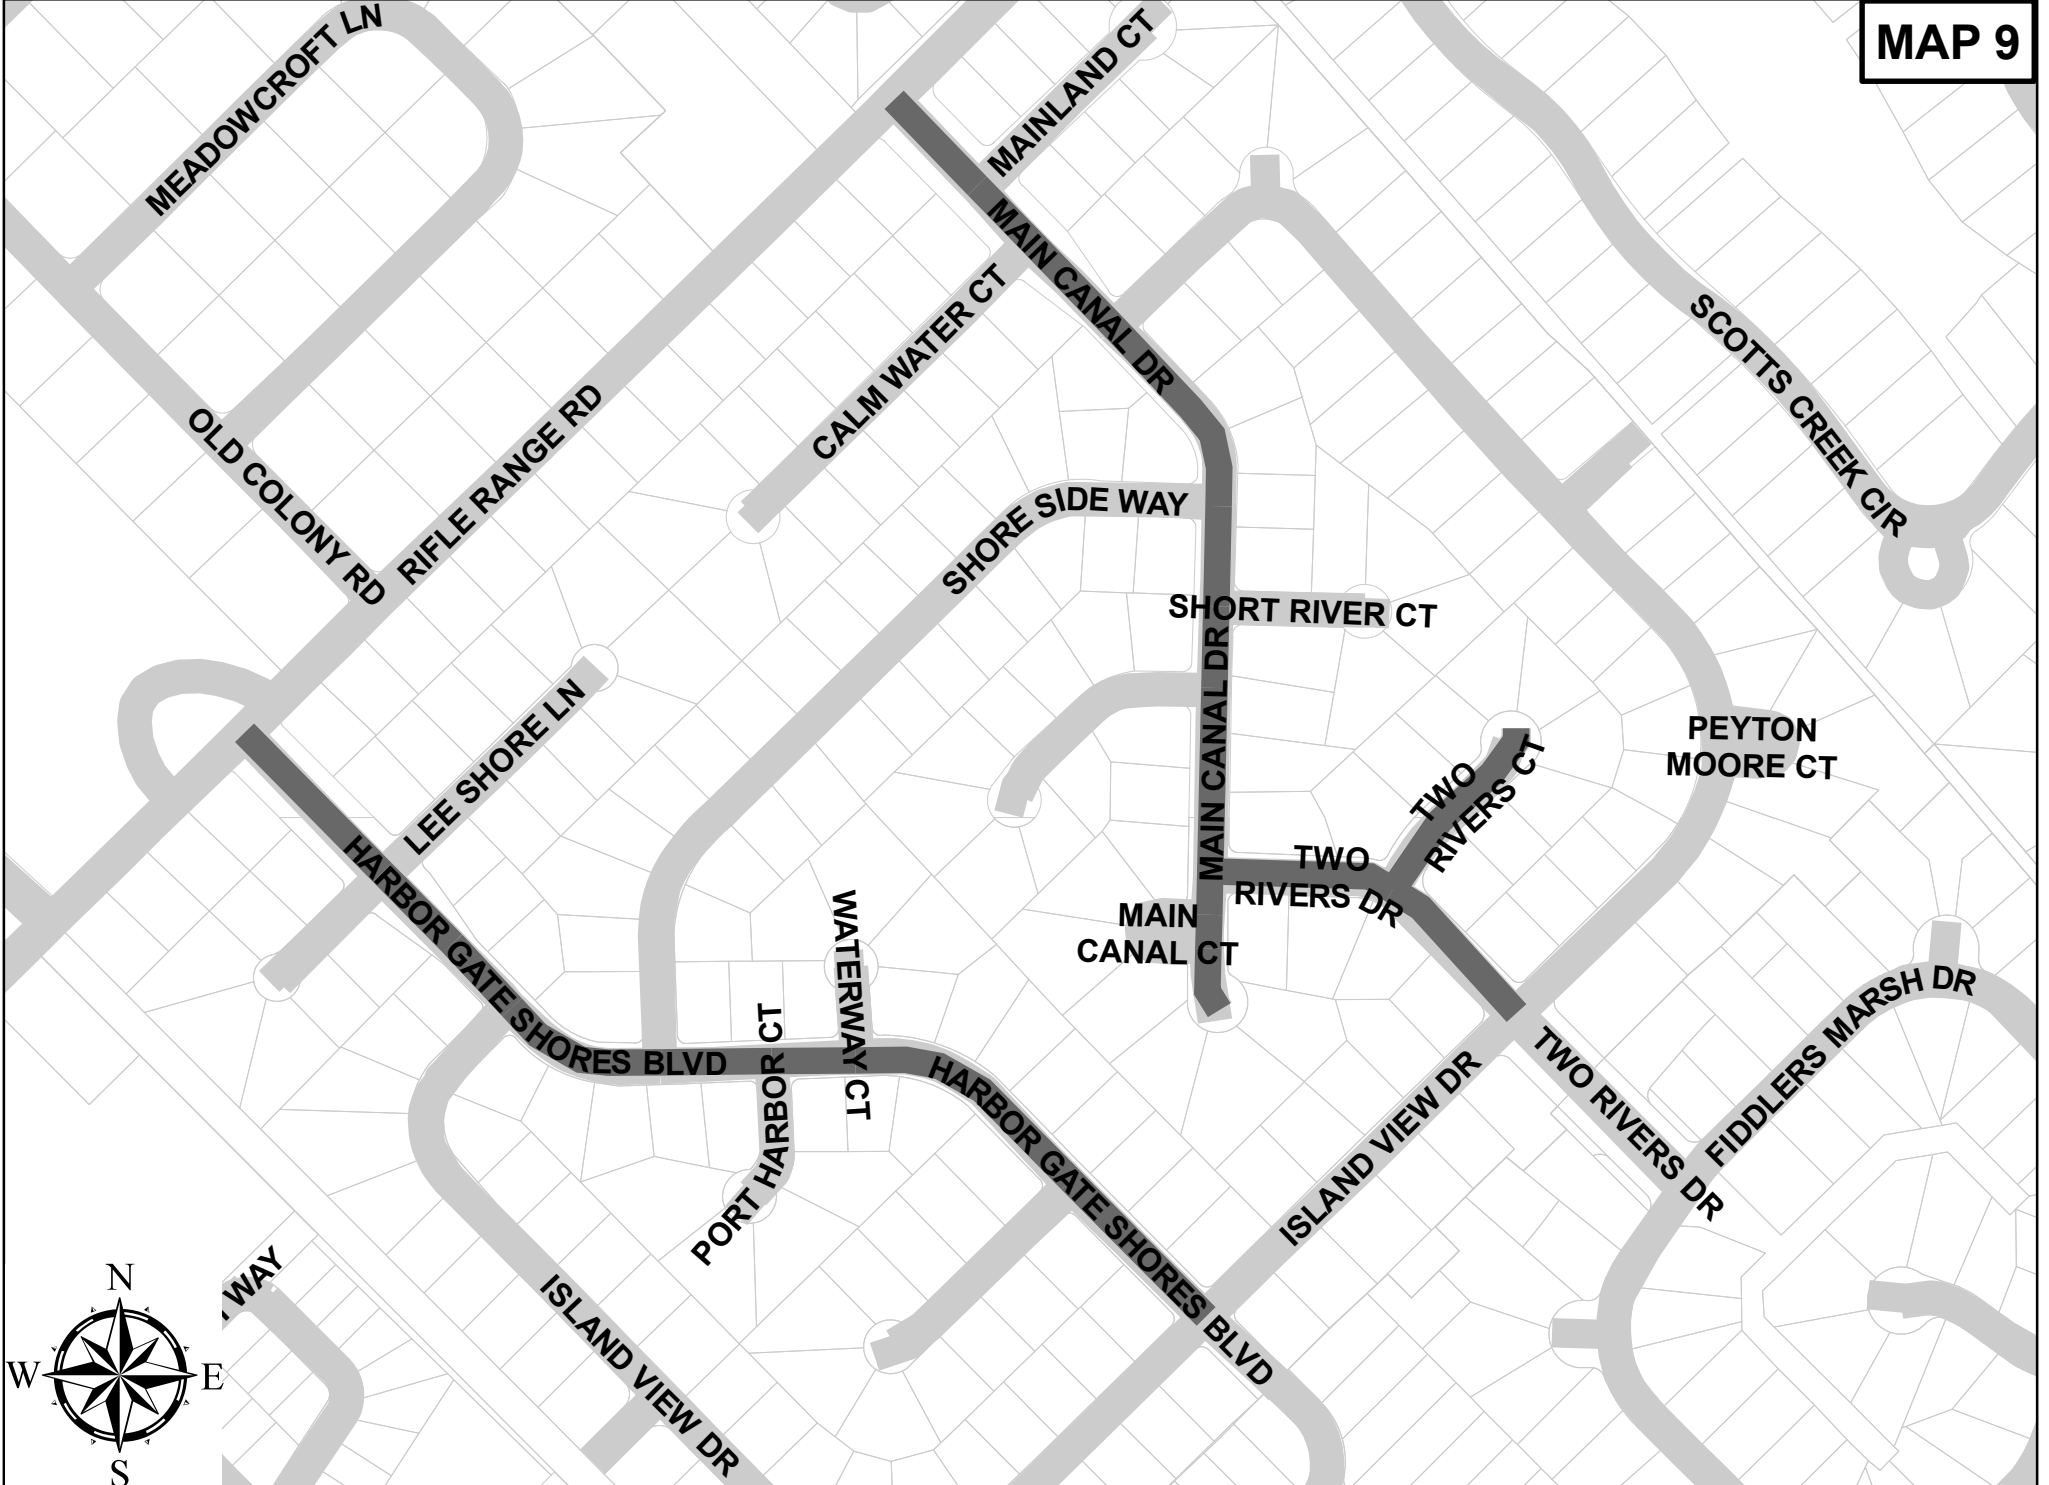 MAP 9
MEADOWCROFT LN
MAINLAND CT
MAIN CANAL DR
CALM WATER CT
SCOTTS CREEK CIR
OLD COLONY RD
RIFLE RANGE RD
SHORE SIDE WAY
SHORT RIVER CT
MAIN CANAL DR
LEE SHORE LN
PEYTON
MOORE CT
TWO
RIVERS CT
TWO
RIVERS DR
MAIN
CANAL CT
HARBOR GATE SHORES BLVD
WATERWAY CT
PORT HARBOR CT
HARBOR GATE SHORES BLVD
FIDDLERS MARSH DR
TWO RIVERS DR
ISLAND VIEW DR
ISLAND VIEW DR
WAY
N
W
E
S